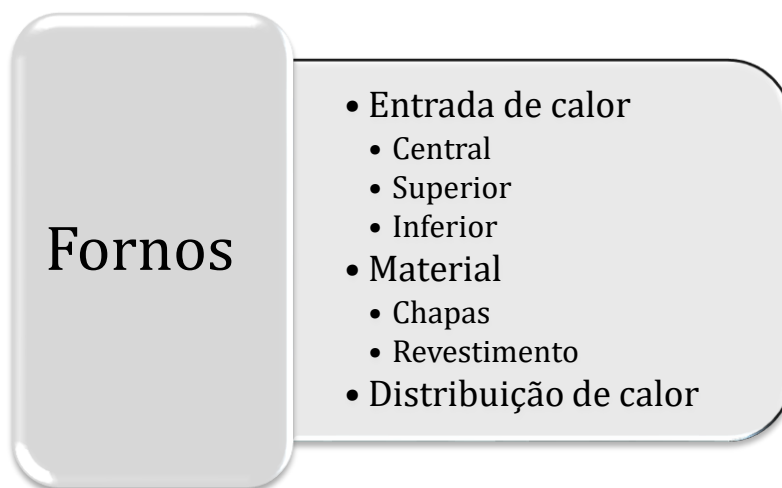 Fornos
• Entrada de calor
• Central
• Superior
• Inferior
• Material
• Chapas
• Revestimento
• Distribuição de calor